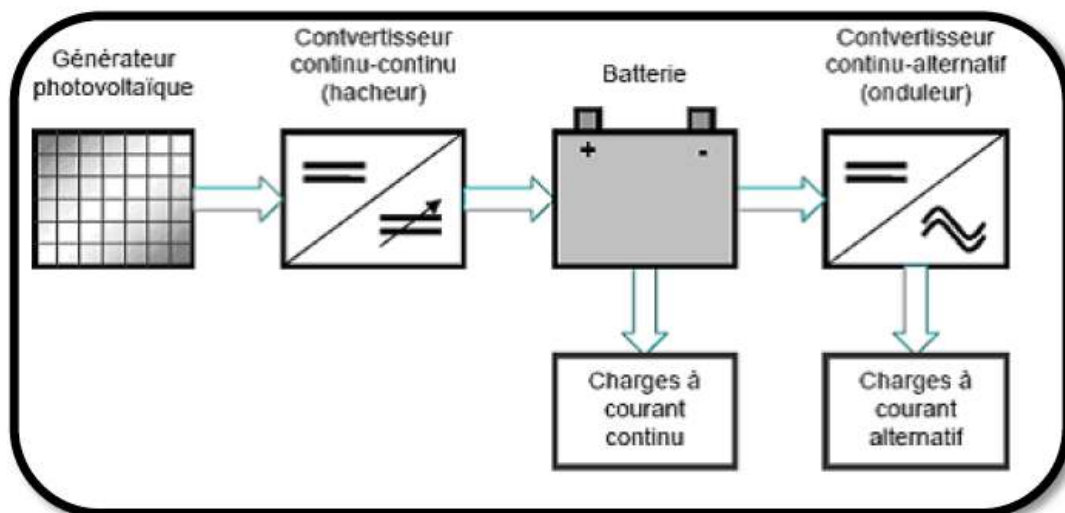 Générateur
photovoltaïque
Contvertisseur
continu-continu
(hacheur)
Batterie
Contvertisseur
continu-alternatif
(onduleur)
+ -
Charges à
courant
continu
Charges à
courant
alternatif